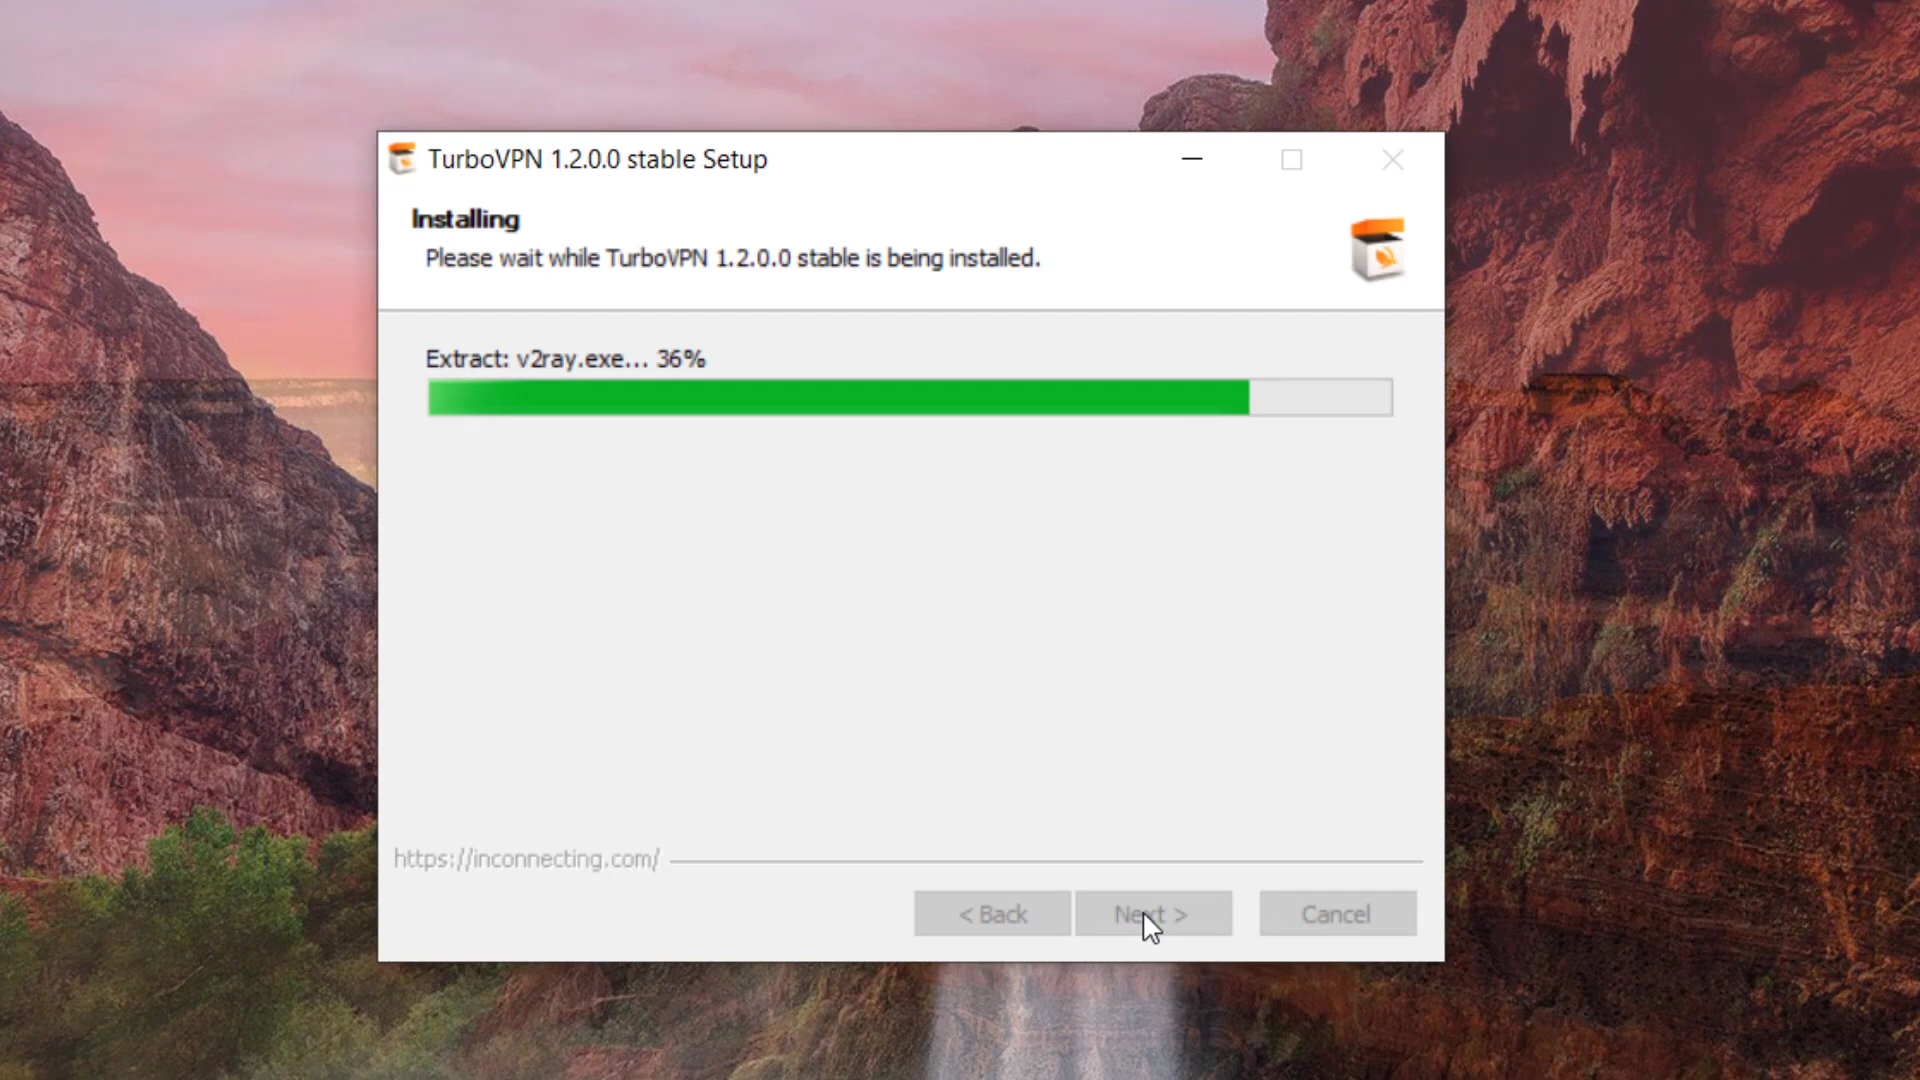 TurboVPN 1.2.0.0 stable Setup
Installing
Please wait while TurboVPN 1.2.0.0 stable is being installed.
Extract: v2ray.exe... 36%
https://inconnecting.com/
< Back
Next >
Cancel